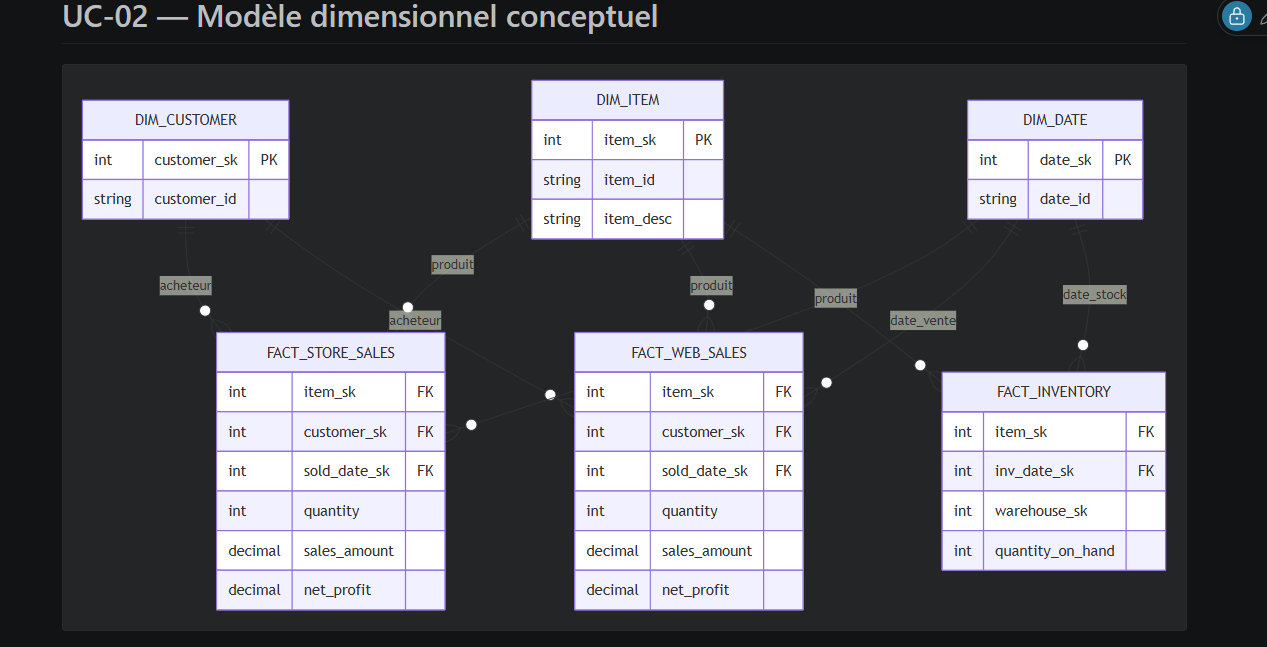 UC-02 — Modèle dimensionnel conceptuel
DIM_CUSTOMER
int customer_sk PK
string customer_id
DIM_ITEM
int item_sk PK
string item_id
string item_desc
DIM_DATE
int date_sk PK
string date_id
acheteur
produit
acheteur
produit
produit
date_vente
date_stock
FACT_STORE_SALES
int item_sk FK
int customer_sk FK
int sold_date_sk FK
int quantity
decimal sales_amount
decimal net_profit
FACT_WEB_SALES
int item_sk FK
int customer_sk FK
int sold_date_sk FK
int quantity
decimal sales_amount
decimal net_profit
FACT_INVENTORY
int item_sk FK
int inv_date_sk FK
int warehouse_sk
int quantity_on_hand